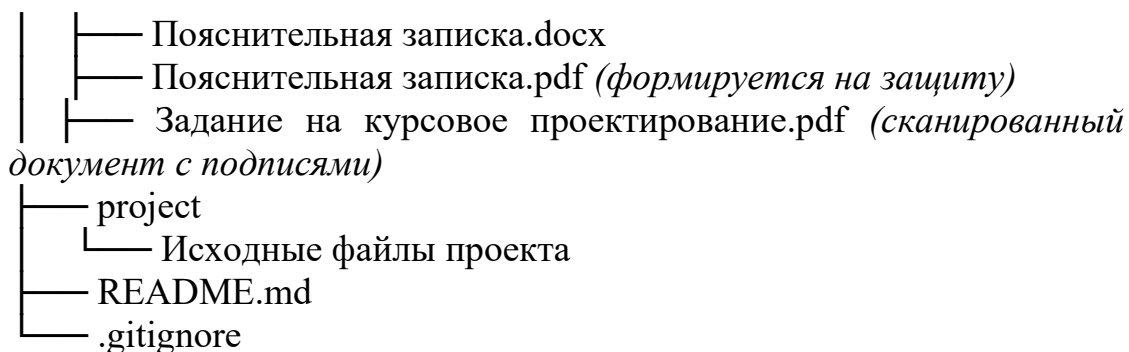 │ ├── Пояснительная записка.docx
│ ├── Пояснительная записка.pdf (формируется на защиту)
│ ├── Задание на курсовое проектирование.pdf (сканированный
документ с подписями)
├── project
│ └── Исходные файлы проекта
├── README.md
└── .gitignore